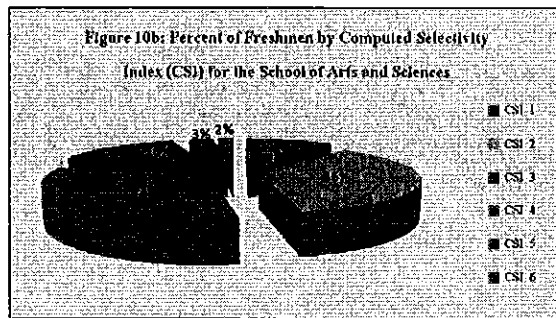 Figure 10b: Percent of Freshmen by Computed Selectivity
Index (CSI) for the School of Arts and Sciences
3% 2%
CSI 1
CSI 2
CSI 3
CSI 4
CSI 5
CSI 6